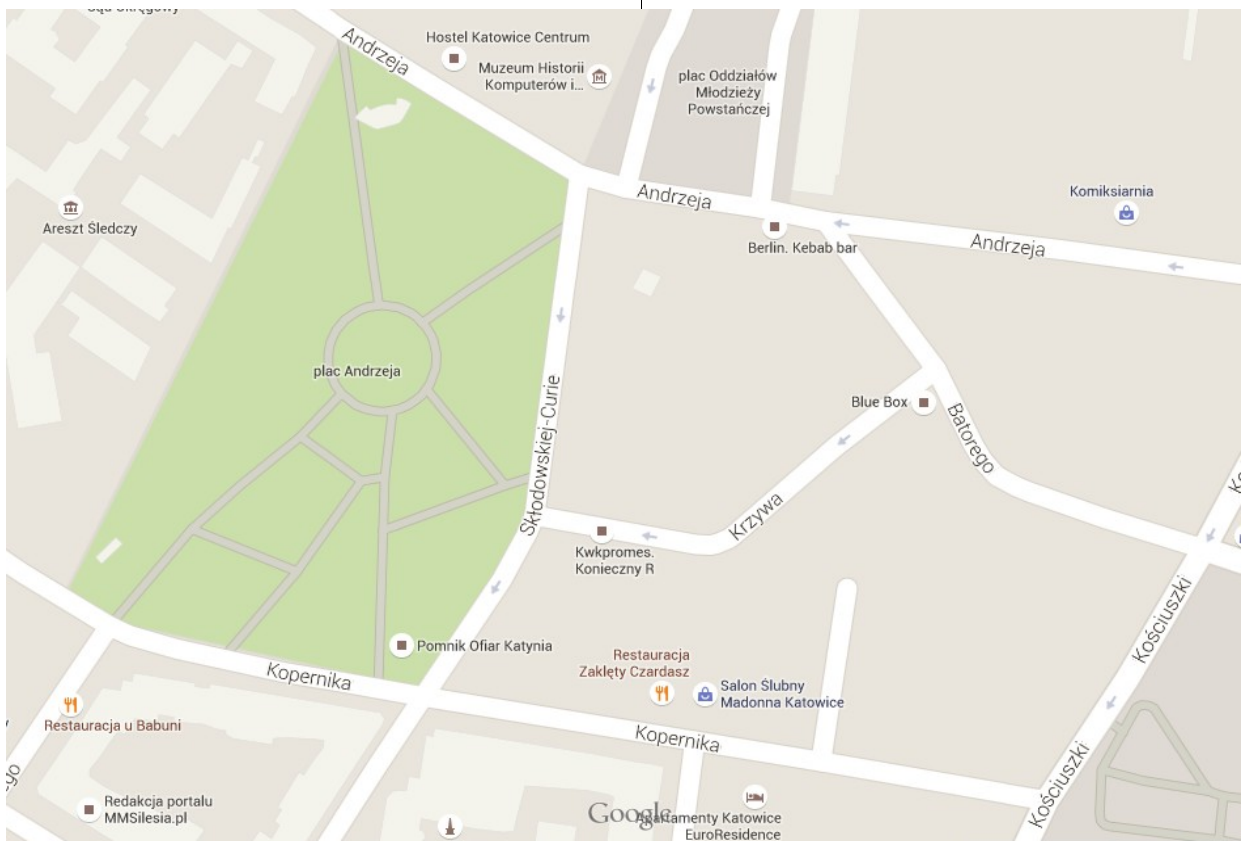 Sąd Okręgowy
Andrzeja
Hostel Katowice Centrum
Muzeum Historii
Komputerów i...
plac Oddziałów
Młodzieży
Powstańczej
Andrzeja
Komiksiarnia
Areszt Śledczy
Berlin. Kebab bar
Andrzeja
plac Andrzeja
Skłodowskiej-Curie
Blue Box
Batorego
Krzywa
Kwkpromes.
Konieczny R
Kościuszki
Pomnik Ofiar Katynia
Kopernika
Restauracja
Zaklęty Czardasz
Salon Ślubny
Madonna Katowice
Restauracja u Babuni
Kopernika
Kościuszki
Redakcja portalu
MMSilesia.pl
Google
Apartamenty Katowice
EuroResidence